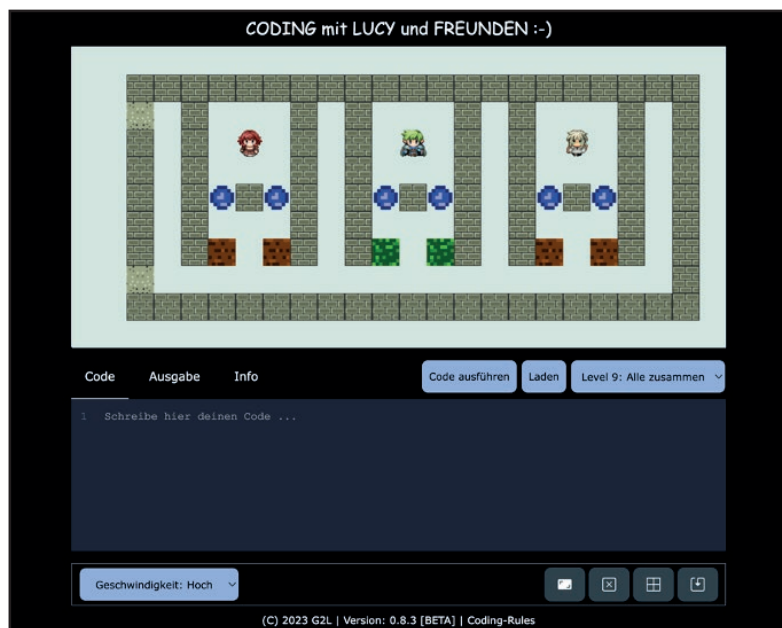 CODING mit LUCY und FREUNDEN :-)
Code Ausgabe Info Code ausführen Laden Level 9: Alle zusammen
1 Schreibe hier deinen Code ...
Geschwindigkeit: Hoch
(C) 2023 G2L | Version: 0.8.3 [BETA] | Coding-Rules